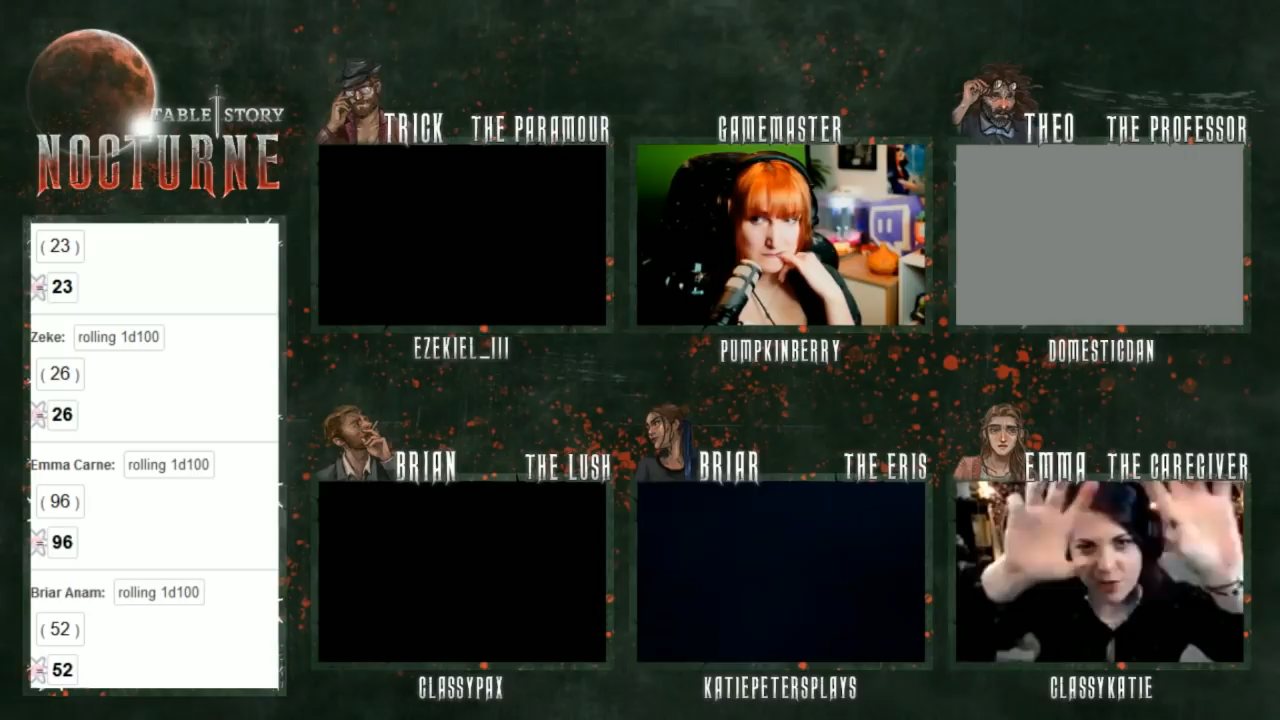 TABLE STORY
NOCTURNE
( 23 )
= 23
Zeke: rolling 1d100
( 26 )
= 26
Emma Carne: rolling 1d100
( 96 )
= 96
Briar Anam: rolling 1d100
( 52 )
= 52
TRICK THE PARAMOUR
EZEKIEL_III
GAMEMASTER
PUMPKINBERRY
THEO THE PROFESSOR
DOMESTICDAN
BRIAN THE LUSH
CLASSYPAX
BRIAR THE ERIS
KATIEPETERSPLAYS
EMMA THE CAREGIVER
CLASSYKATIE